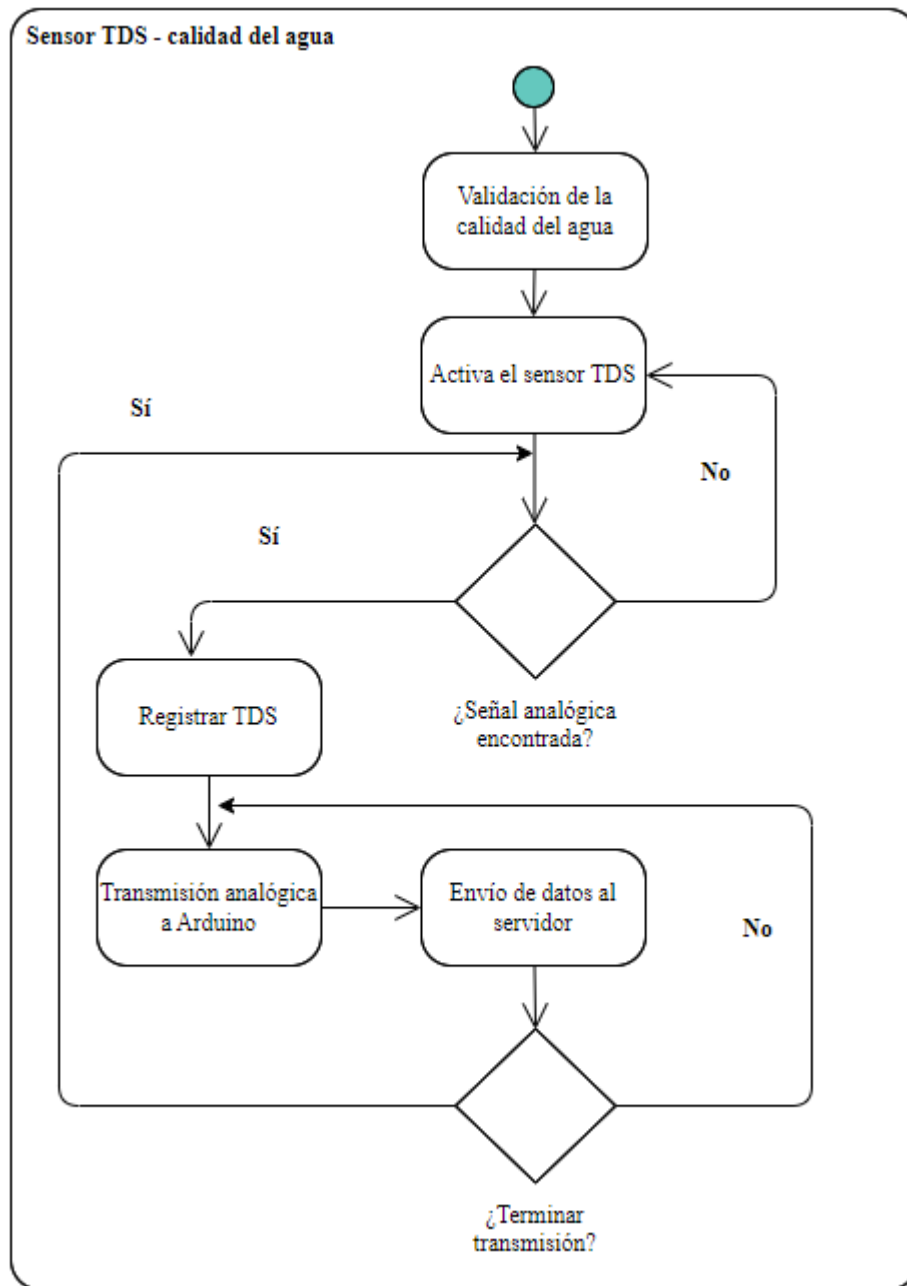 Sensor TDS - calidad del agua
Validación de la
calidad del agua
Activa el sensor TDS
Sí
No
Sí
Registrar TDS
¿Señal analógica
encontrada?
Transmisión analógica
a Arduino
Envío de datos al
servidor
No
¿Terminar
transmisión?